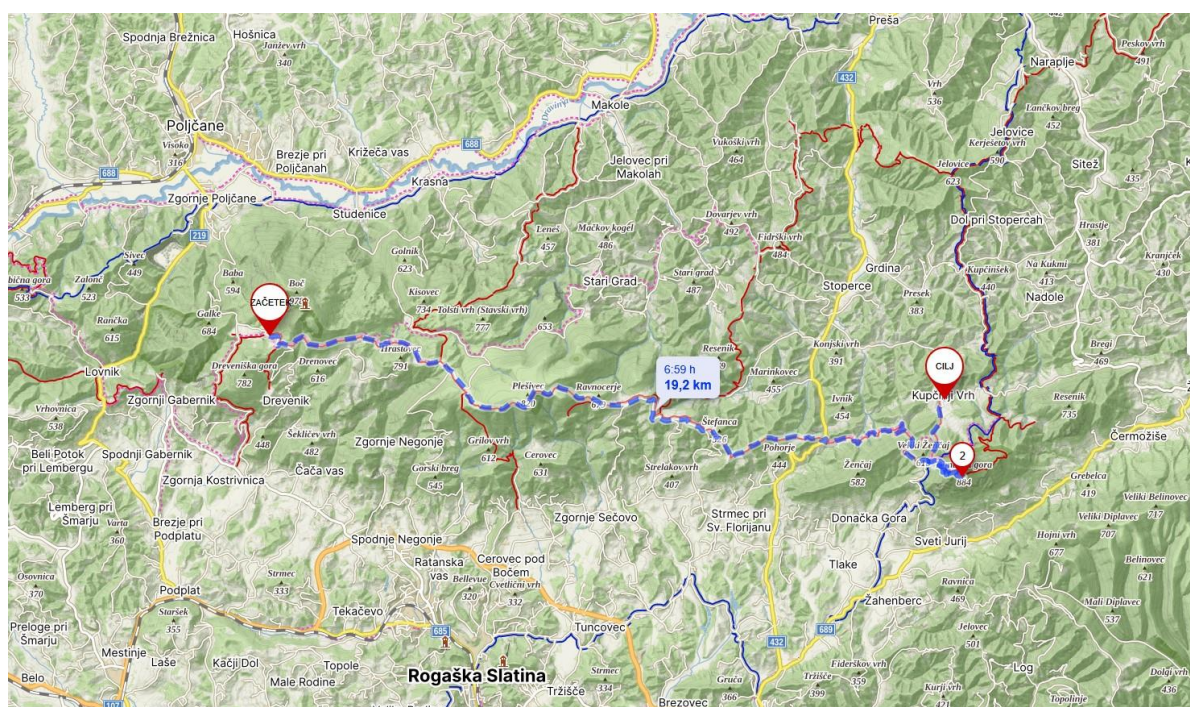 Preša
Spodnja Brežnica
Hošnica
Janžev vrh
340
Peskov vrh
491
Naraplje
432
Vrh
536
Makole
Dravinja
Lančkov breg
452
Poljčane
Visoko
316
688
Križeča vas
Brezje pri
Poljčanah
Vukoški vrh
464
Jelovice
Kerješetov vrh
590
Jelovec pri
Makolah
Jelovice
623
Sitež
435
688
Krasna
Zgornje Poljčane
Studenice
219
Leneš
457
Mačkov kogel
486
Dovarjev vrh
492
Dol pri Stopercah
Hrastje
381
Fidrški vrh
484
Sivec
449
Golnik
623
Zalonč
523
533
Baba
594
Boč
Stari Grad
Stari grad
487
Grdina
Stoperce
Kupčinšek
440
Na Kukmi
413
Kranjček
430
Nadole
Presek
383
ZAČETEK
Kisovec
734
Tolsti vrh (Stavski vrh)
777
653
Galke
684
Rančka
615
Konjski vrh
391
Bregi
469
Hrastovec
791
Drenovec
616
Dreveniška gora
782
Resenik
6:59 h
19,2 km
Marinkovec
455
CILJ
Lovnik
Drevenik
Plešivec
Ravnocerje
Kupčinji Vrh
Resenik
735
Vrhovnica
538
Zgornji Gabernik
Ivnik
454
Štefanca
Čermožiše
448
Šekličev vrh
482
Zgornje Negonje
Grilov vrh
612
Cerovec
631
Pohorje
444
2
884
Beli Potok
pri Lembergu
Spodnji Gabernik
Čača vas
Gorski breg
545
Strelakov vrh
407
Ženčaj
582
Grebelca
419
Zgornja Kostrivnica
Veliki Belinovec
717
Lemberg pri
Šmarju
Varta
360
Brezje pri
Podplatu
Zgornje Sečovo
Strmec pri
Sv. Florijanu
Donačka Gora
Veliki Diplavec
707
Sveti Jurij
Hojni vrh
677
Spodnje Negonje
Ratanska
vas
Cerovec pod
Bočem
Tlake
Belinovec
621
Osovnica
370
Strmec
333
Bellevue
320
Cvetlični vrh
332
Ravnica
469
Podplat
Žahenberc
Mali Diplavec
537
Staršek
355
Tekačevo
Tuncovec
Preloge pri
Šmarju
685
689
432
Jelovec
501
Mestinje
Laše
Kačji Dol
Topole
Fiderškov vrh
359
Log
Belo
Male Rodine
Rogaška Slatina
Strmec
334
Tržišče
399
Dolgi vrh
436
Tržišče
Gruča
366
Kurji vrh
421
Topolinje
107
Brezovec